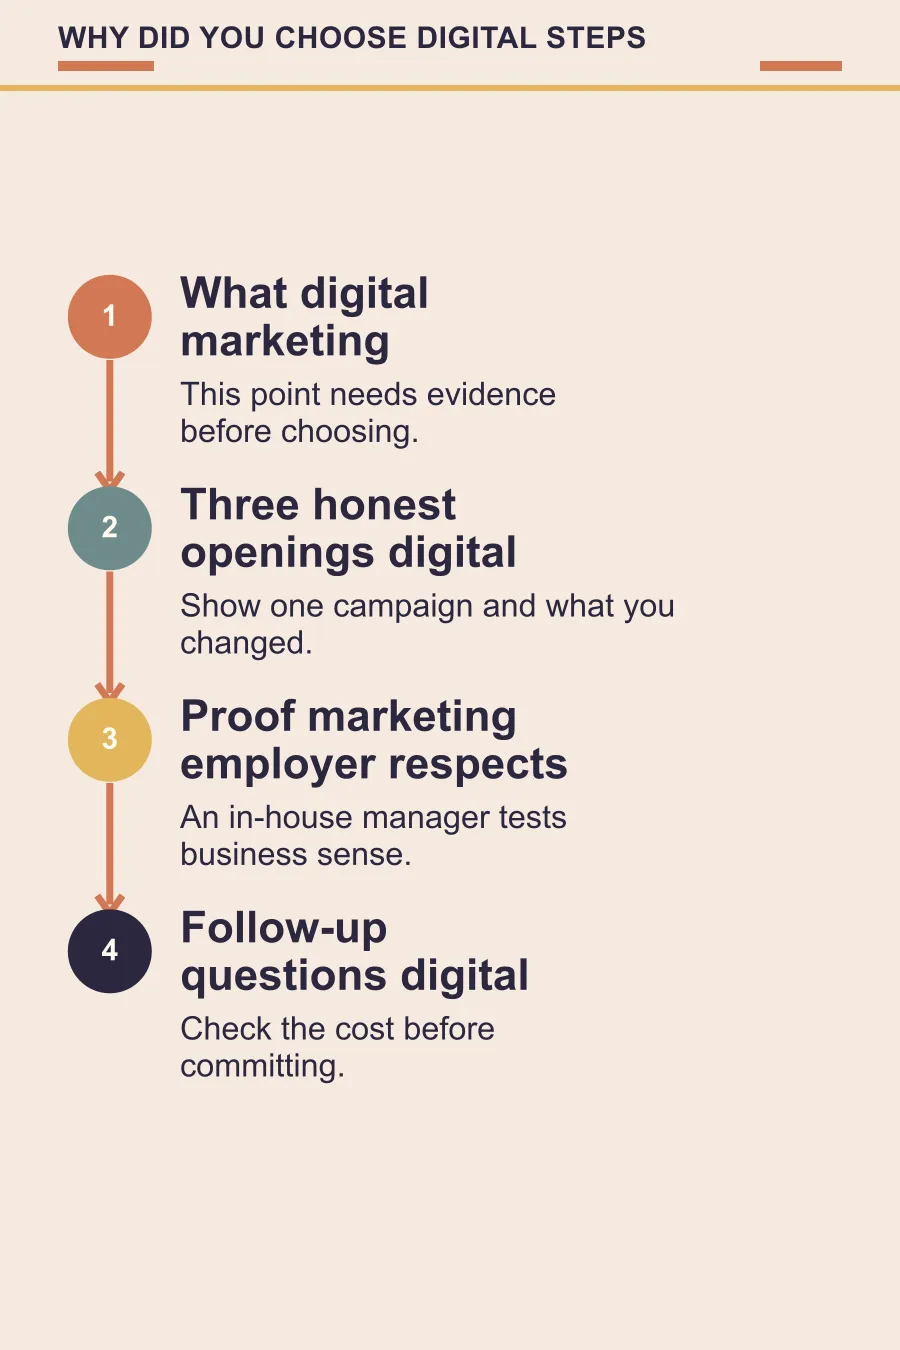 WHY DID YOU CHOOSE DIGITAL STEPS
1
What digital
marketing
This point needs evidence
before choosing.
2
Three honest
openings digital
Show one campaign and what you
changed.
3
Proof marketing
employer respects
An in-house manager tests
business sense.
4
Follow-up
questions digital
Check the cost before
committing.